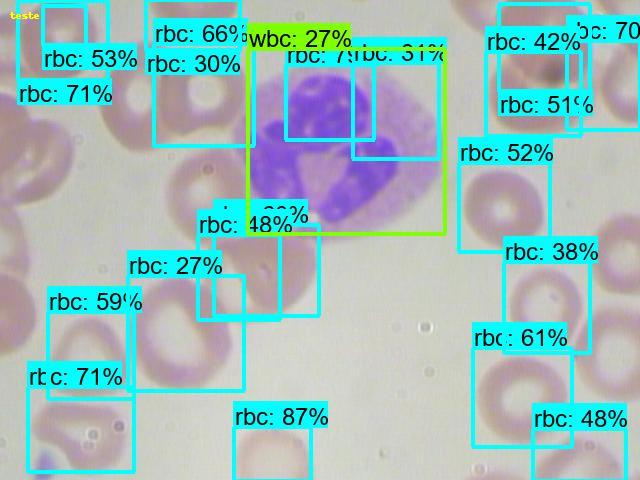 teste
rbc: 66%
rbc: 53%
rbc: 30%
rbc: 71%
wbc: 27%
rbc: 31%
rbc: 42%
rbc: 51%
rbc: 52%
rbc: 48%
rbc: 38%
rbc: 27%
rbc: 59%
rbc: 61%
rbc: 71%
rbc: 87%
rbc: 48%